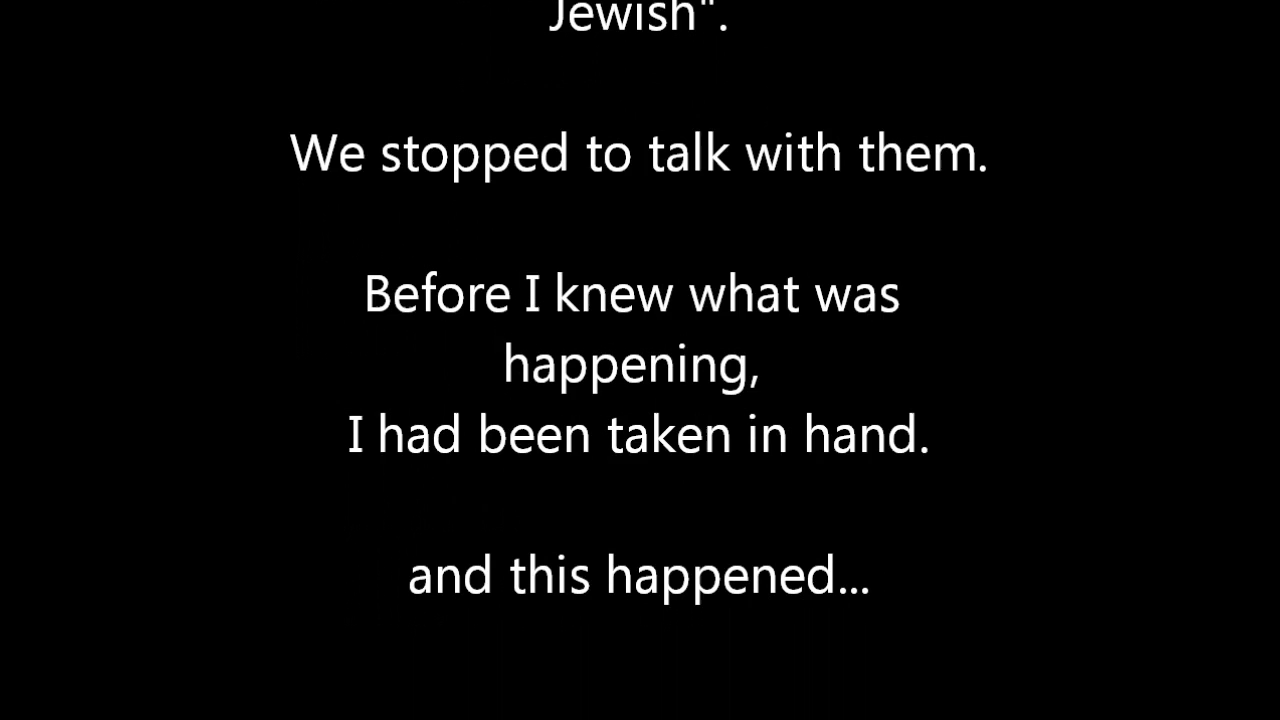 Jewish".
We stopped to talk with them.
Before I knew what was
happening,
I had been taken in hand.
and this happened...